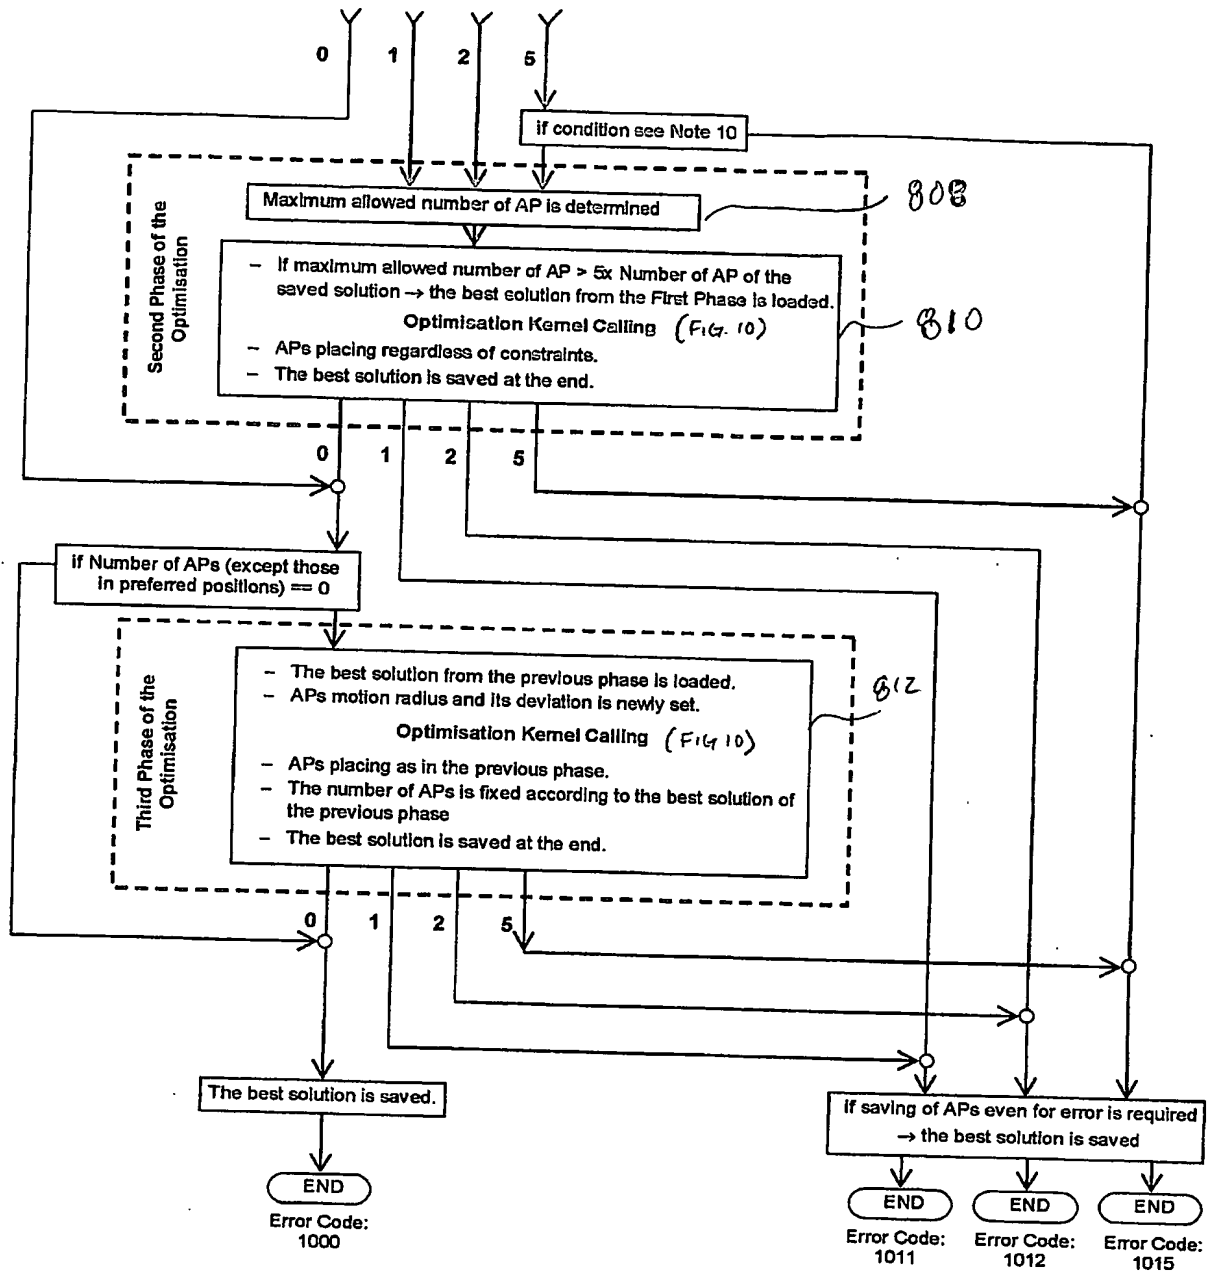 0
1
2
5
if condition see Note 10
Second Phase of the
Optimisation
Maximum allowed number of AP is determined
808
– If maximum allowed number of AP > 5x Number of AP of the
saved solution → the best solution from the First Phase is loaded.
Optimisation Kernel Calling (FIG. 10)
– APs placing regardless of constraints.
– The best solution is saved at the end.
810
0
1
2
5
if Number of APs (except those
in preferred positions) == 0
Third Phase of the
Optimisation
– The best solution from the previous phase is loaded.
– APs motion radius and its deviation is newly set.
Optimisation Kernel Calling (FIG 10)
– APs placing as in the previous phase.
– The number of APs is fixed according to the best solution of
the previous phase
– The best solution is saved at the end.
812
0
1
2
5
The best solution is saved.
END
Error Code:
1000
if saving of APs even for error is required
→ the best solution is saved
END
Error Code:
1011
END
Error Code:
1012
END
Error Code:
1015